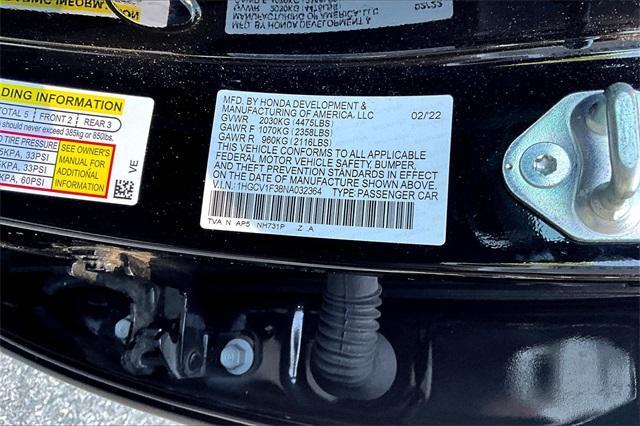 MFD. BY HONDA DEVELOPMENT &
MANUFACTURING OF AMERICA, LLC 02/22
GVWR 2030KG (4475LBS)
GAWR F 1070KG (2358LBS)
GAWR R 960KG (2116LBS)
THIS VEHICLE CONFORMS TO ALL APPLICABLE
FEDERAL MOTOR VEHICLE SAFETY BUMPER,
AND THEFT PREVENTION STANDARDS IN EFFECT
ON THE DATE OF MANUFACTURE SHOWN ABOVE.
V.I.N.: 1HGCV1F38NA032364 TYPE:PASSENGER CAR
TVA N AP5 NH731P Z A
DING INFORMATION
TOTAL 5 FRONT 2 REAR 3
should never exceed 385kg or 850lbs.
TIRE PRESSURE
KPA, 33PSI
KPA, 33PSI
KPA, 60PSI
SEE OWNER'S
MANUAL FOR
ADDITIONAL
INFORMATION
VE
MANUFACTURING OF AMERICA, LLC